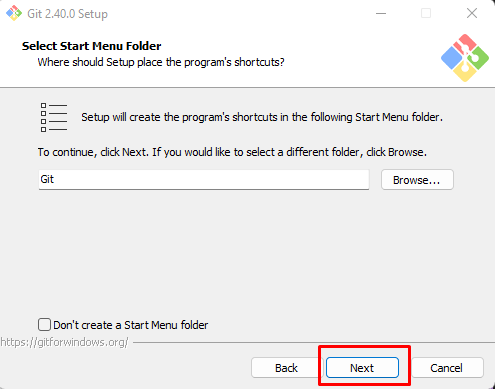 Git 2.40.0 Setup
Select Start Menu Folder
Where should Setup place the program's shortcuts?
Setup will create the program's shortcuts in the following Start Menu folder.
To continue, click Next. If you would like to select a different folder, click Browse.
Git
Browse...
Don't create a Start Menu folder
https://gitforwindows.org/
Back
Next
Cancel